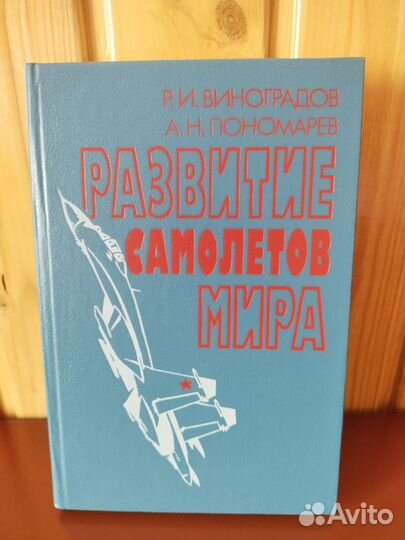 Р.И. ВИНОГРАДОВ
А.Н. ПОНОМАРЕВ
РАЗВИТИЕ
САМОЛЕТОВ
МИРА
Avito